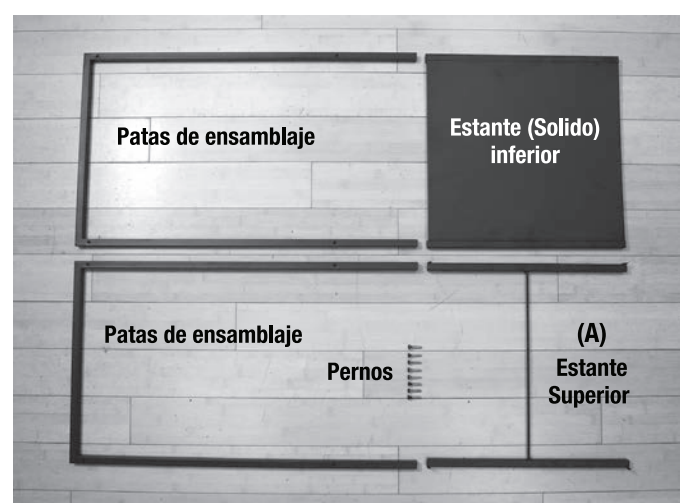 Patas de ensamblaje
Estante (Solido)
inferior
Patas de ensamblaje
Pernos
(A)
Estante
Superior